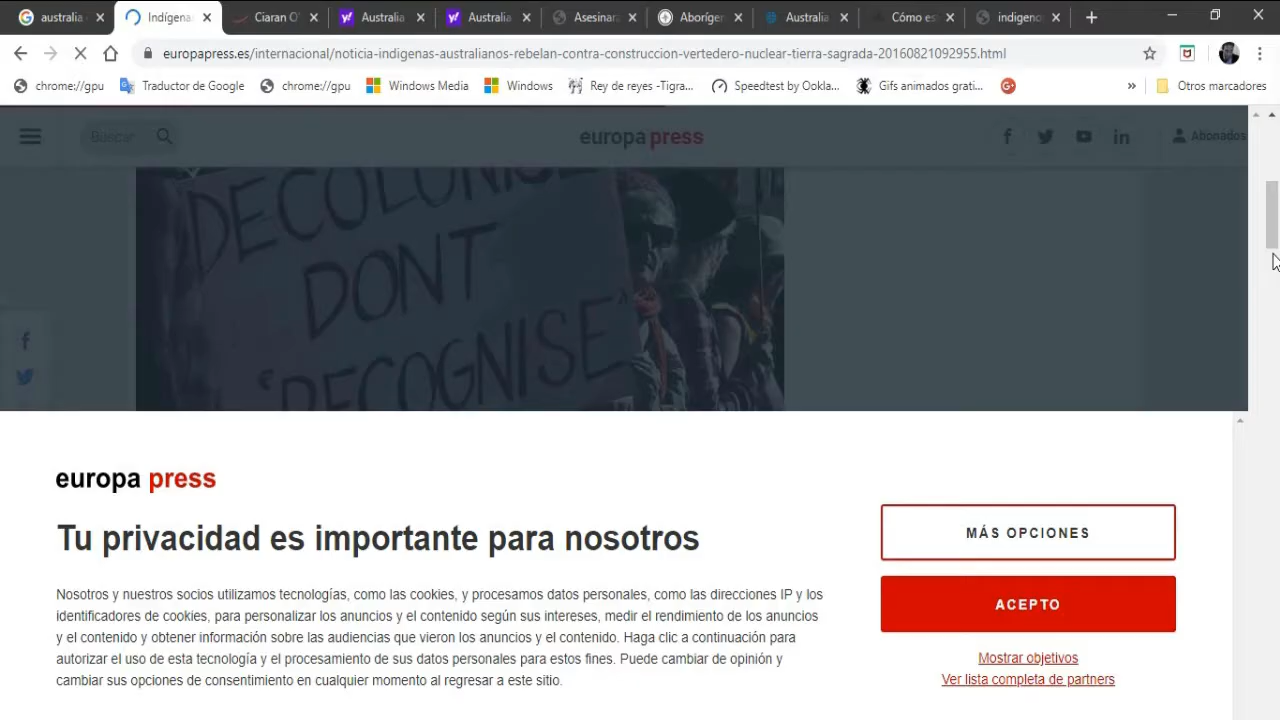 australia
Indígena
Ciaran O'
Australia
Australia
Asesinar
Aboríger
Australia
Cómo es
indigeno
europapress.es/internacional/noticia-indigenas-australianos-rebelan-contra-construccion-vertedero-nuclear-tierra-sagrada-20160821092955.html
chrome://gpu
Traductor de Google
chrome://gpu
Windows Media
Windows
Rey de reyes -Tigra...
Speedtest by Ookla...
Gifs animados grati...
»
Otros marcadores
Buscar
europa press
Abonados
DECOLONISE
DONT
'RECOGNISE'
europa press
Tu privacidad es importante para nosotros
Nosotros y nuestros socios utilizamos tecnologías, como las cookies, y procesamos datos personales, como las direcciones IP y los
identificadores de cookies, para personalizar los anuncios y el contenido según sus intereses, medir el rendimiento de los anuncios
y el contenido y obtener información sobre las audiencias que vieron los anuncios y el contenido. Haga clic a continuación para
autorizar el uso de esta tecnología y el procesamiento de sus datos personales para estos fines. Puede cambiar de opinión y
cambiar sus opciones de consentimiento en cualquier momento al regresar a este sitio.
MÁS OPCIONES
ACEPTO
Mostrar objetivos
Ver lista completa de partners